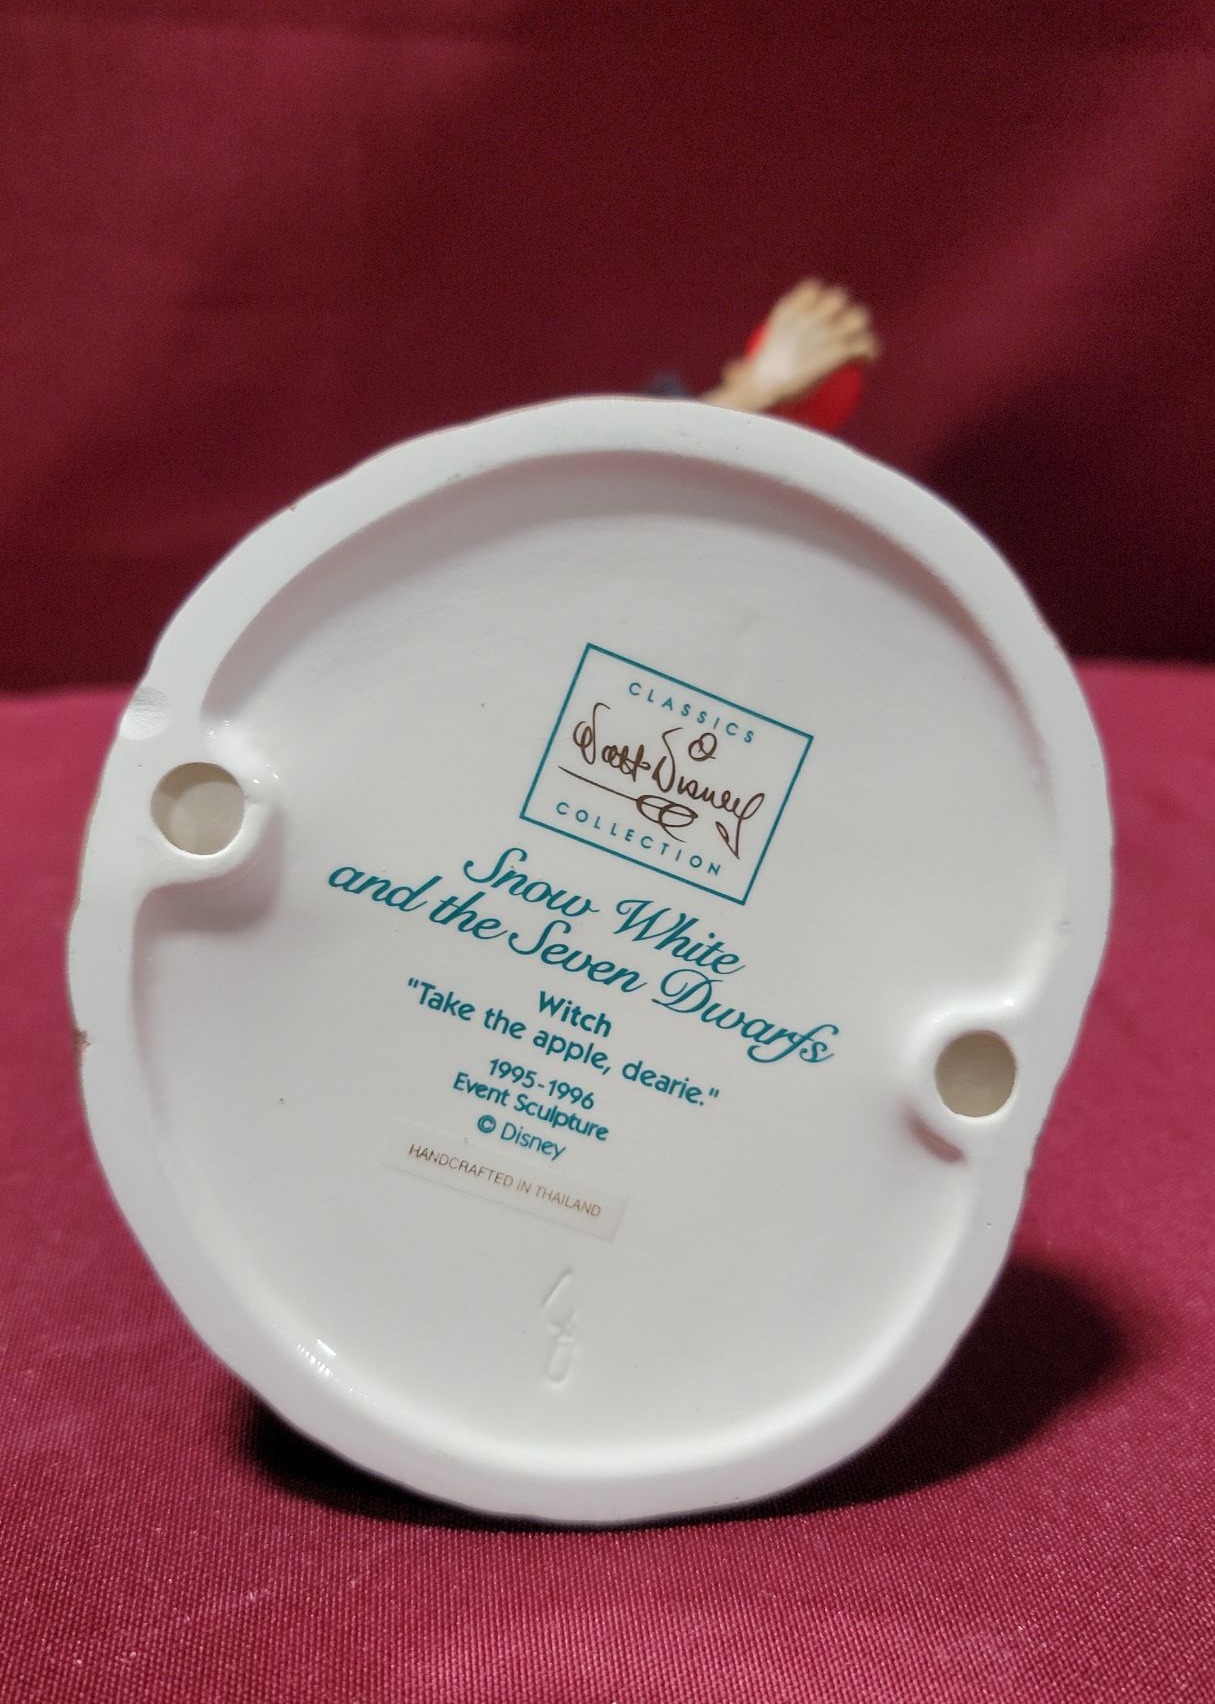 CLASSICS
Walt Disney
COLLECTION
Snow White
and the Seven Dwarfs
Witch
"Take the apple, dearie."
1995-1996
Event Sculpture
© Disney
HANDCRAFTED IN THAILAND